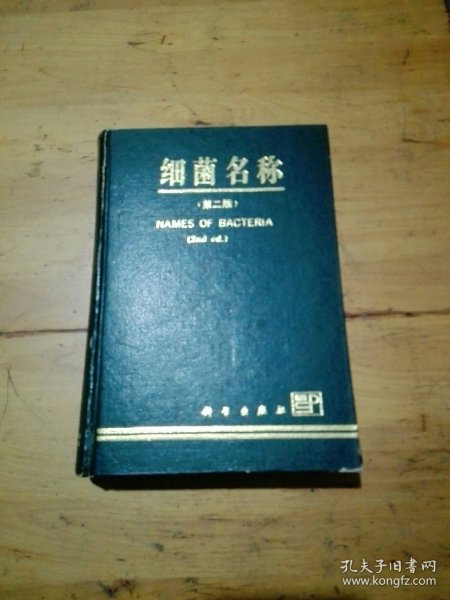 细菌名称
（第二版）
NAMES OF BACTERIA
(2nd ed.)
科学出版社
孔夫子旧书网
www.kongfz.com